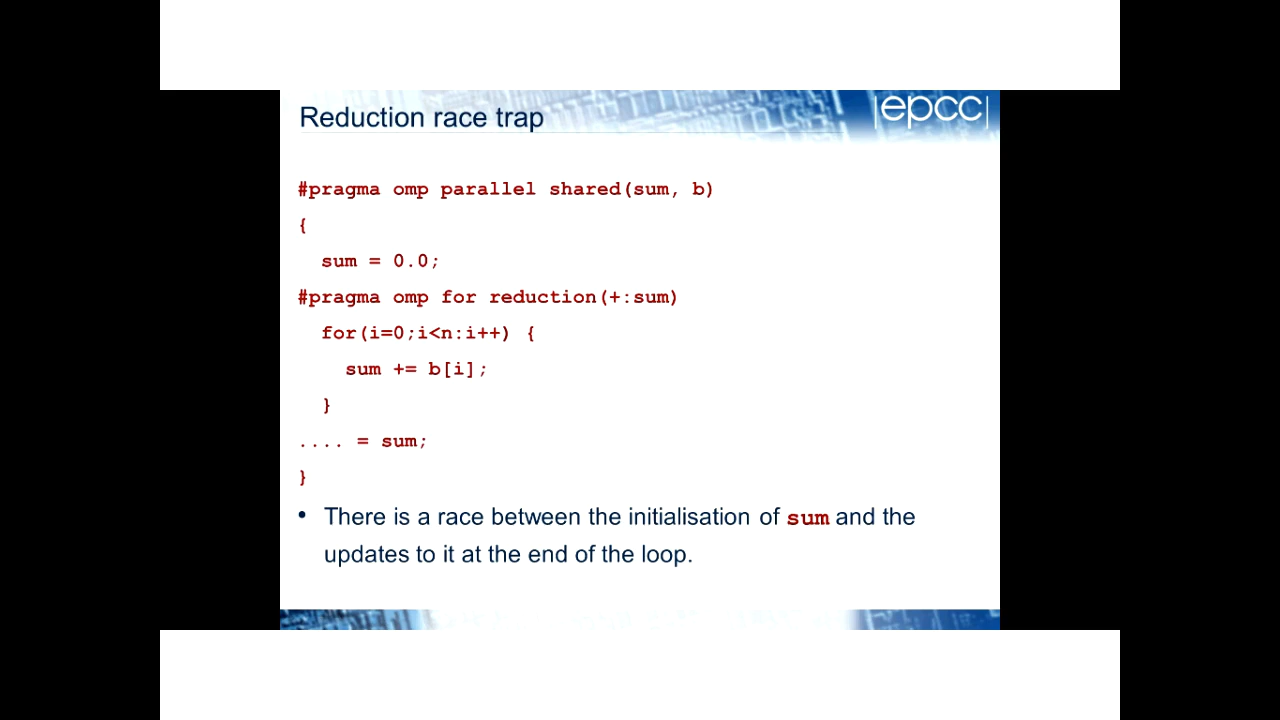 Reduction race trap
|epcc|
#pragma omp parallel shared(sum, b)
{
sum = 0.0;
#pragma omp for reduction(+:sum)
for(i=0;i<n:i++) {
sum += b[i];
}
.... = sum;
}
• There is a race between the initialisation of sum and the
updates to it at the end of the loop.